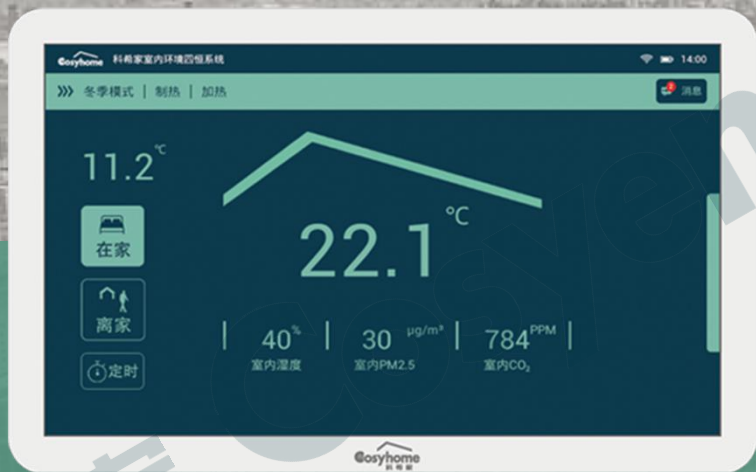 Cosyhome 科希家室内环境四恒系统 14:00
冬季模式 | 制热 | 加热 2 消息
11.2℃
22.1℃
在家
离家
定时
40% 30 μg/m³ 784PPM
室内湿度 室内PM2.5 室内CO₂
Cosyhome
科希家